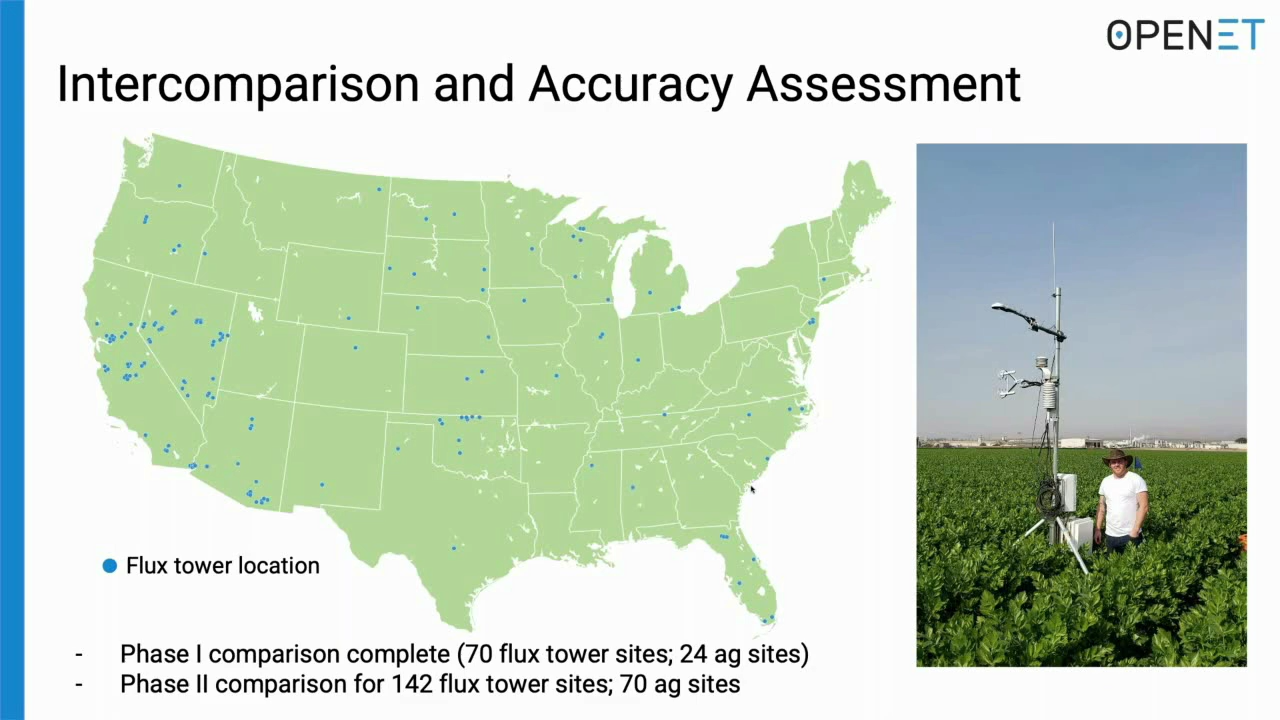 OPENET
Intercomparison and Accuracy Assessment
Flux tower location
- Phase I comparison complete (70 flux tower sites; 24 ag sites)
- Phase II comparison for 142 flux tower sites; 70 ag sites